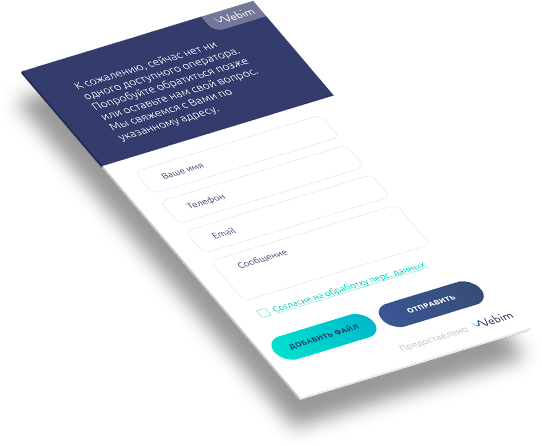 Webim
К сожалению, сейчас нет ни
одного доступного оператора.
Попробуйте обратиться позже
или оставьте нам свой вопрос.
Мы свяжемся с Вами по
указанному адресу.
Ваше имя
Телефон
Email
Сообщение
Согласие на обработку перс. данных
ДОБАВИТЬ ФАЙЛ
ОТПРАВИТЬ
Предоставлено Webim